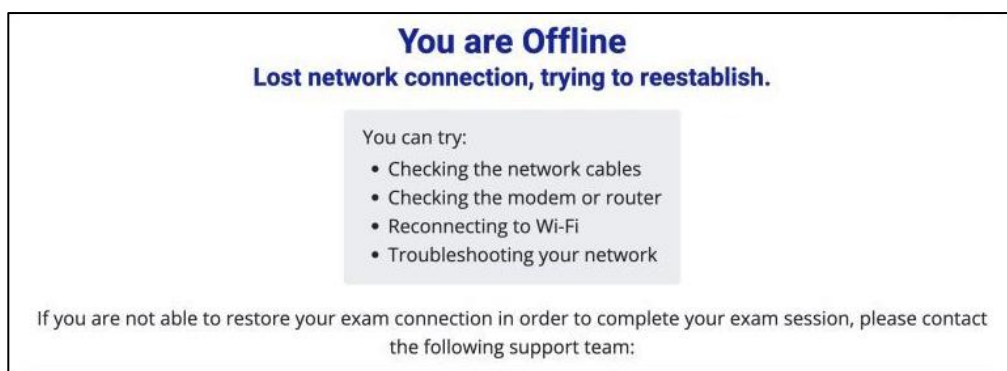 You are Offline
Lost network connection, trying to reestablish.
You can try:
• Checking the network cables
• Checking the modem or router
• Reconnecting to Wi-Fi
• Troubleshooting your network
If you are not able to restore your exam connection in order to complete your exam session, please contact
the following support team: